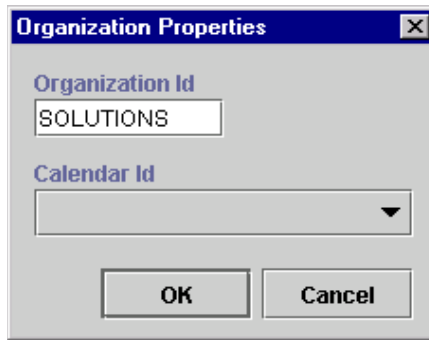 Organization Properties
Organization Id
SOLUTIONS
Calendar Id
OK Cancel